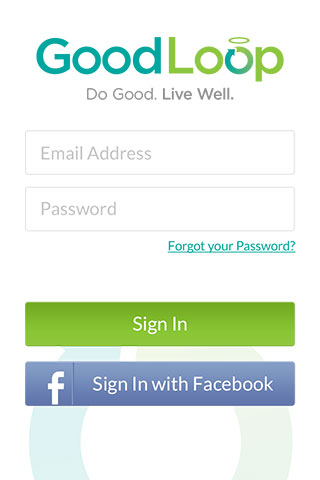 GoodLoop
Do Good. Live Well.
Email Address
Password
Forgot your Password?
Sign In
f
Sign In with Facebook